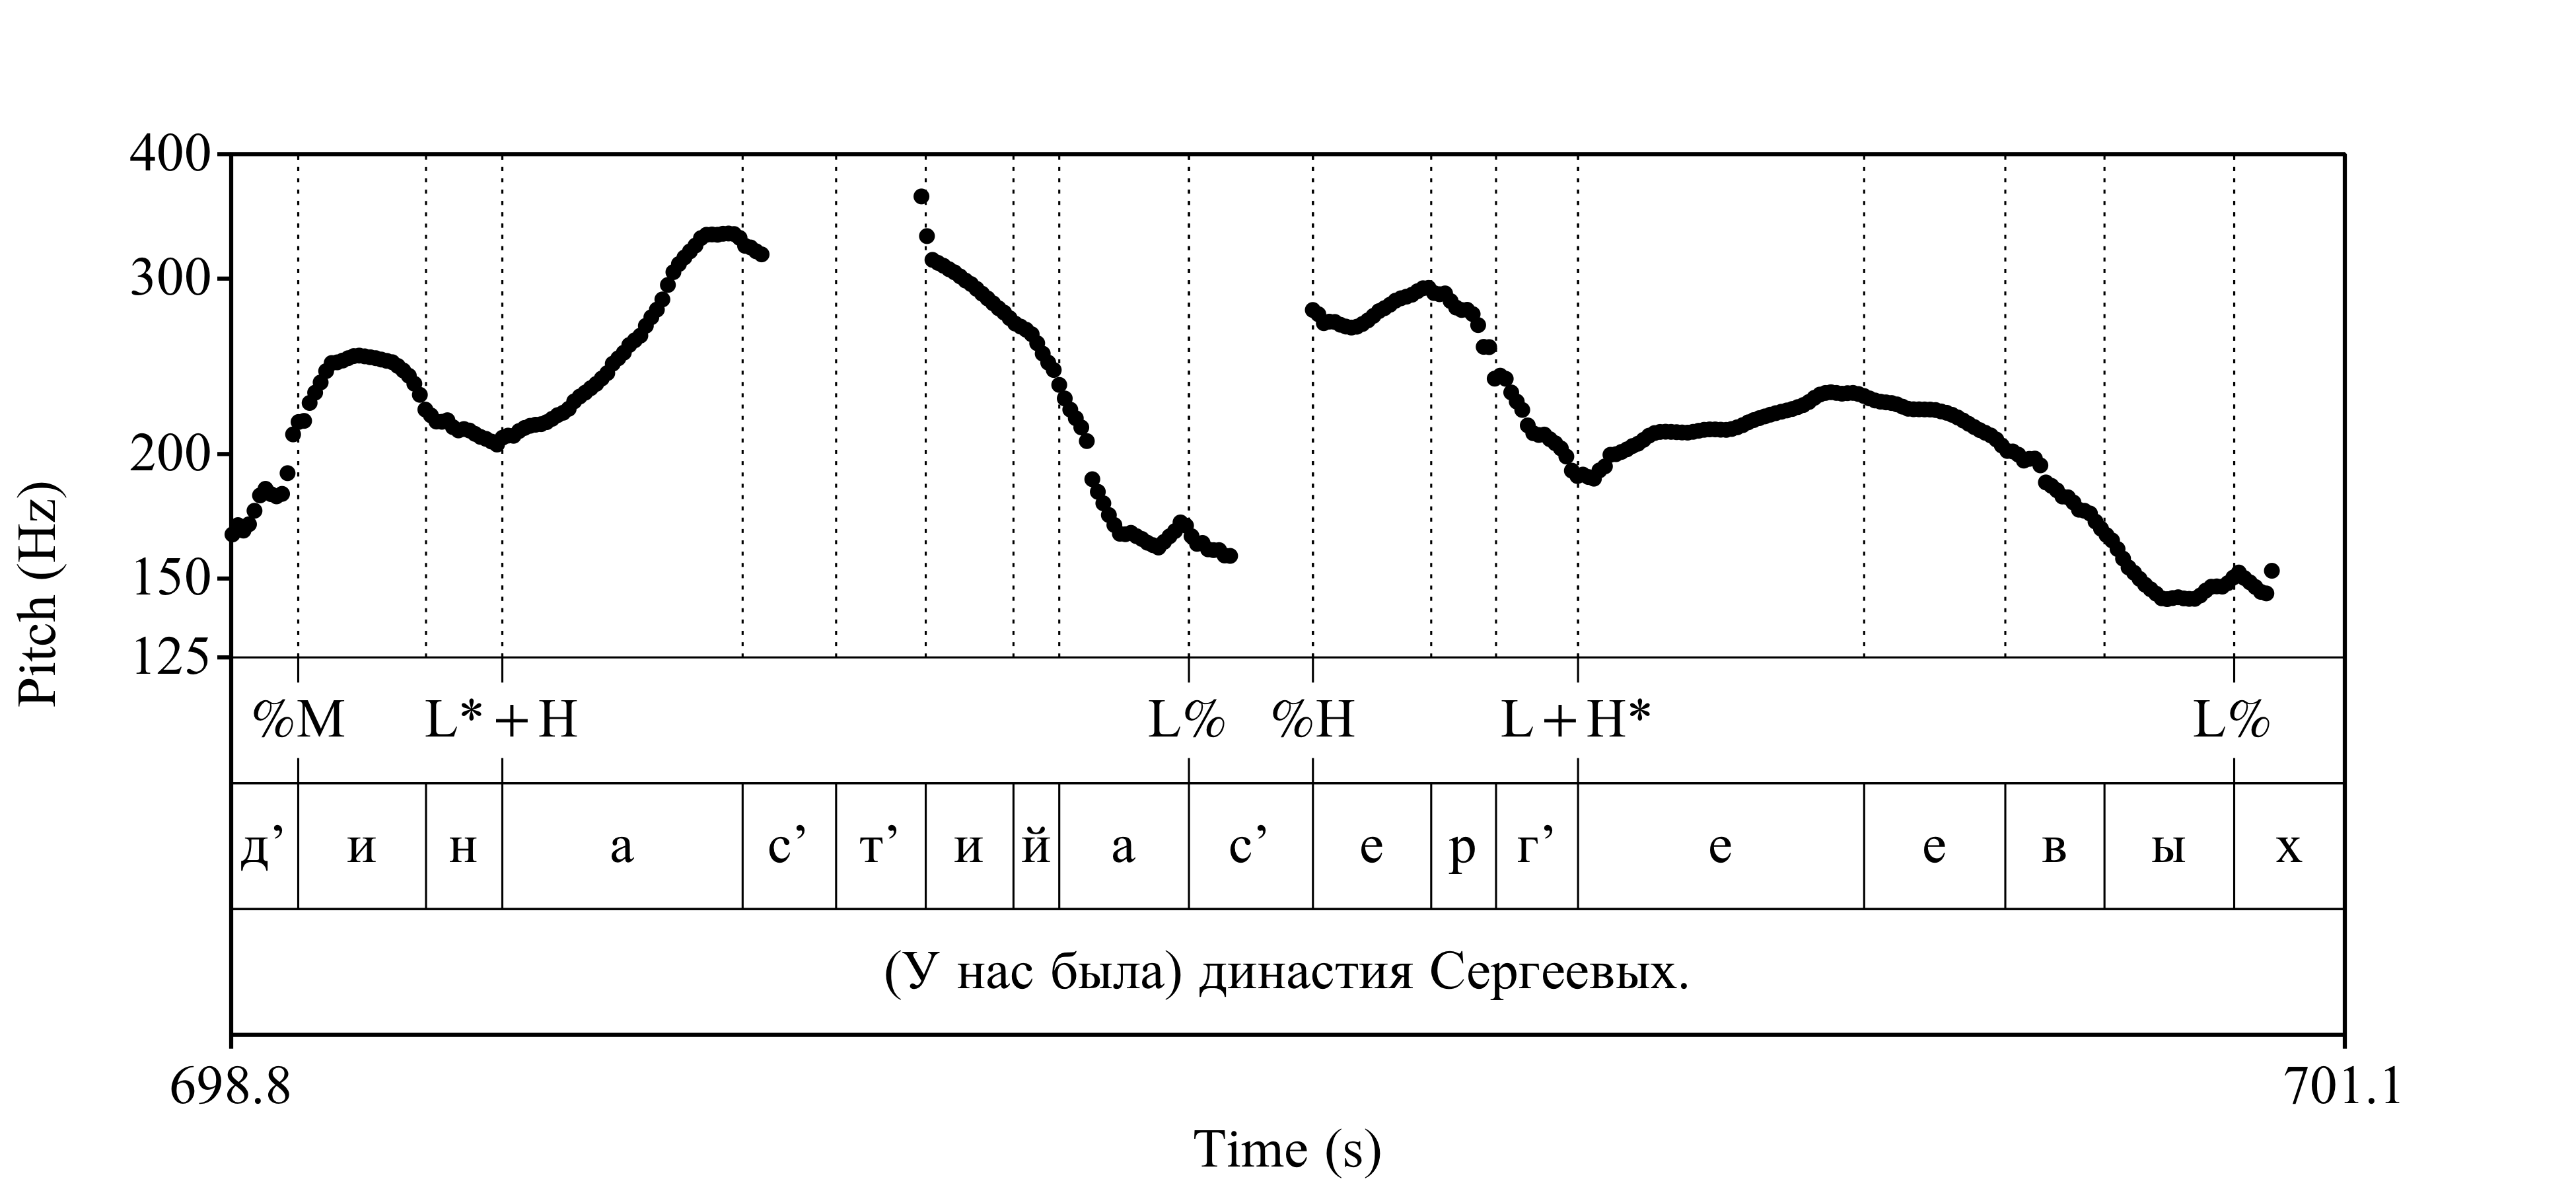 400
300
200
150
125
Pitch (Hz)
%M L*+H L% %H L+H* L%
д’ и н а с’ т’ и й а с’ е р г’ е е в ы х
(У нас была) династия Сергеевых.
698.8 701.1
Time (s)